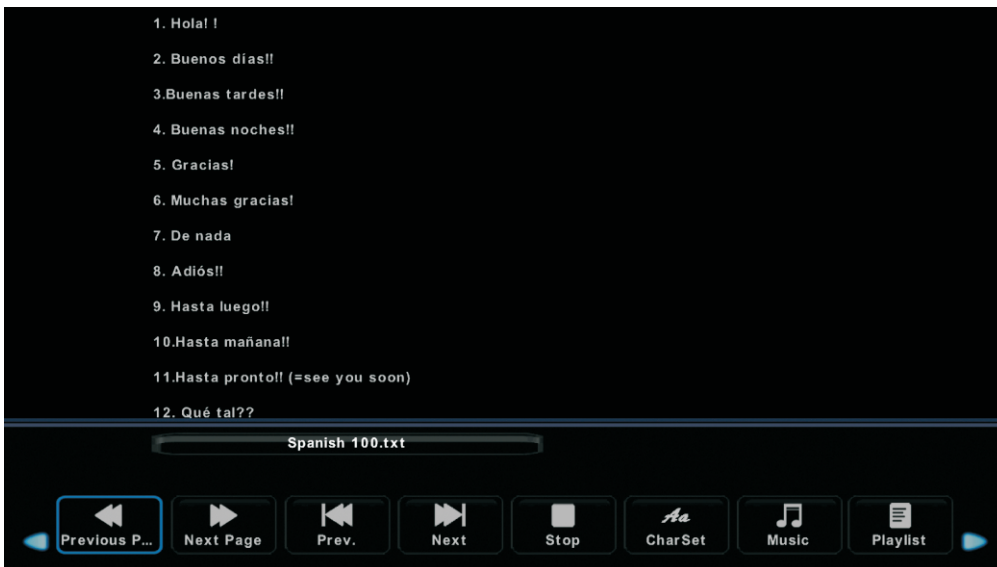 1. Hola! !
2. Buenos días!!
3.Buenas tardes!!
4. Buenas noches!!
5. Gracias!
6. Muchas gracias!
7. De nada
8. Adiós!!
9. Hasta luego!!
10.Hasta mañana!!
11.Hasta pronto!! (=see you soon)
12. Qué tal??
Spanish 100.txt
Previous P... Next Page Prev. Next Stop CharSet Music Playlist